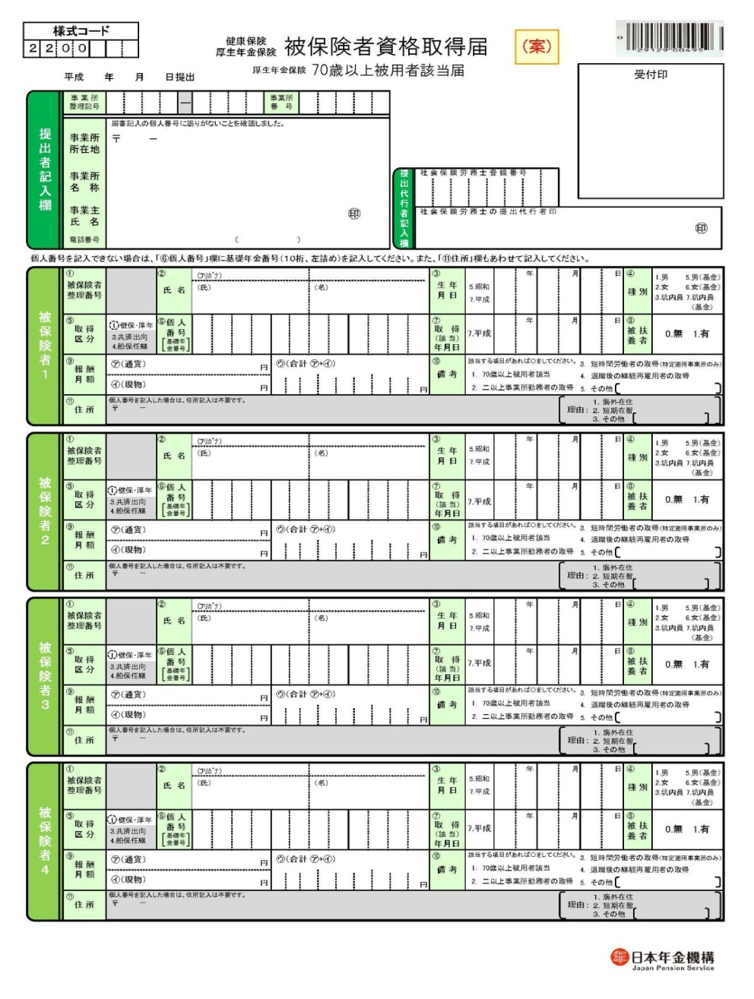 様式コード
2 2 0 0
健康保険
厚生年金保険
被保険者資格取得届
厚生年金保険 70歳以上被用者該当届
(案)
平成 年 月 日提出
受付印
提出者記入欄
事業所
整理記号
—
事業所
番号
届書記入の個人番号に誤りがないことを確認しました。
事業所
所在地
〒 —
事業所
名称
事業主
氏名
㊞
電話番号
( )
提出代行者記入欄
社会保険労務士登録番号
社会保険労務士の提出代行者印
㊞
個人番号を記入できない場合は、「⑥個人番号」欄に基礎年金番号(10桁、左詰め)を記入してください。また、「⑪住所」欄もあわせて記入してください。
被保険者1
①
被保険者
整理番号
②
氏名
(フリガナ)
(氏) (名)
③
生年
月日
5.昭和
7.平成
年 月 日
④
種別
1.男 5.男(基金)
2.女 6.女(基金)
3.坑内員 7.坑内員
(基金)
⑤
取得
区分
①健保・厚年
3.共済出向
4.船保任継
⑥個人
番号
[基礎年
金番号]
⑦
取得
(該当)
年月日
7.平成
年 月 日
⑧
被扶
養者
0.無 1.有
⑨
報酬
月額
㋐(通貨) 円
㋑(現物) 円
㋒(合計 ㋐+㋑)
円
⑩
備考
該当する項目があれば○をしてください。
1. 70歳以上被用者該当
2. 二以上事業所勤務者の取得
3. 短時間労働者の取得(特定適用事業所のみ)
4. 退職後の継続再雇用者の取得
5. その他[ ]
⑪
住所
個人番号を記入した場合は、住所記入は不要です。
〒 —
理由:
1. 海外在住
2. 短期在留
3. その他[ ]
被保険者2
①
被保険者
整理番号
②
氏名
(フリガナ)
(氏) (名)
③
生年
月日
5.昭和
7.平成
年 月 日
④
種別
1.男 5.男(基金)
2.女 6.女(基金)
3.坑内員 7.坑内員
(基金)
⑤
取得
区分
①健保・厚年
3.共済出向
4.船保任継
⑥個人
番号
[基礎年
金番号]
⑦
取得
(該当)
年月日
7.平成
年 月 日
⑧
被扶
養者
0.無 1.有
⑨
報酬
月額
㋐(通貨) 円
㋑(現物) 円
㋒(合計 ㋐+㋑)
円
⑩
備考
該当する項目があれば○をしてください。
1. 70歳以上被用者該当
2. 二以上事業所勤務者の取得
3. 短時間労働者の取得(特定適用事業所のみ)
4. 退職後の継続再雇用者の取得
5. その他[ ]
⑪
住所
個人番号を記入した場合は、住所記入は不要です。
〒 —
理由:
1. 海外在住
2. 短期在留
3. その他[ ]
被保険者3
①
被保険者
整理番号
②
氏名
(フリガナ)
(氏) (名)
③
生年
月日
5.昭和
7.平成
年 月 日
④
種別
1.男 5.男(基金)
2.女 6.女(基金)
3.坑内員 7.坑内員
(基金)
⑤
取得
区分
①健保・厚年
3.共済出向
4.船保任継
⑥個人
番号
[基礎年
金番号]
⑦
取得
(該当)
年月日
7.平成
年 月 日
⑧
被扶
養者
0.無 1.有
⑨
報酬
月額
㋐(通貨) 円
㋑(現物) 円
㋒(合計 ㋐+㋑)
円
⑩
備考
該当する項目があれば○をしてください。
1. 70歳以上被用者該当
2. 二以上事業所勤務者の取得
3. 短時間労働者の取得(特定適用事業所のみ)
4. 退職後の継続再雇用者の取得
5. その他[ ]
⑪
住所
個人番号を記入した場合は、住所記入は不要です。
〒 —
理由:
1. 海外在住
2. 短期在留
3. その他[ ]
被保険者4
①
被保険者
整理番号
②
氏名
(フリガナ)
(氏) (名)
③
生年
月日
5.昭和
7.平成
年 月 日
④
種別
1.男 5.男(基金)
2.女 6.女(基金)
3.坑内員 7.坑内員
(基金)
⑤
取得
区分
①健保・厚年
3.共済出向
4.船保任継
⑥個人
番号
[基礎年
金番号]
⑦
取得
(該当)
年月日
7.平成
年 月 日
⑧
被扶
養者
0.無 1.有
⑨
報酬
月額
㋐(通貨) 円
㋑(現物) 円
㋒(合計 ㋐+㋑)
円
⑩
備考
該当する項目があれば○をしてください。
1. 70歳以上被用者該当
2. 二以上事業所勤務者の取得
3. 短時間労働者の取得(特定適用事業所のみ)
4. 退職後の継続再雇用者の取得
5. その他[ ]
⑪
住所
個人番号を記入した場合は、住所記入は不要です。
〒 —
理由:
1. 海外在住
2. 短期在留
3. その他[ ]
日本年金機構
Japan Pension Service